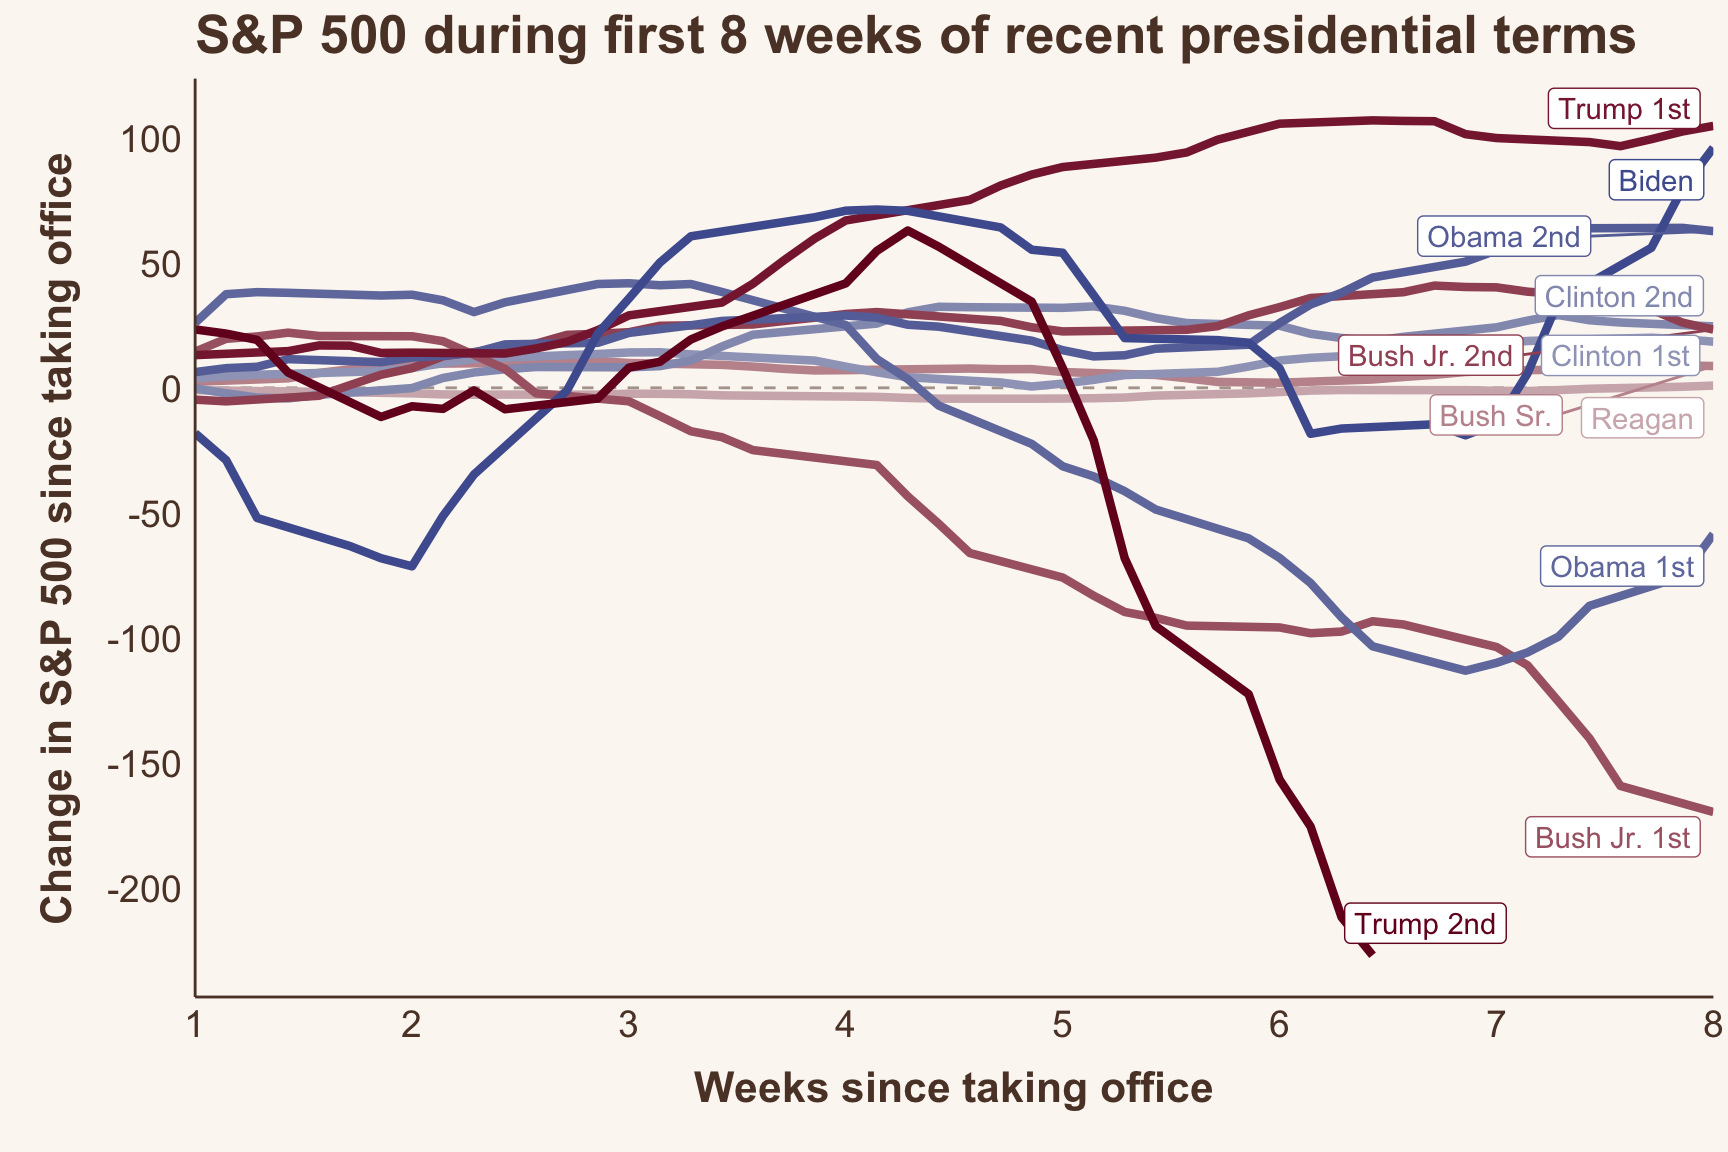 S&P 500 during first 8 weeks of recent presidential terms
Change in S&P 500 since taking office
100
50
0
-50
-100
-150
-200
Trump 1st
Biden
Obama 2nd
Clinton 2nd
Bush Jr. 2nd
Clinton 1st
Bush Sr.
Reagan
Obama 1st
Bush Jr. 1st
Trump 2nd
1 2 3 4 5 6 7 8
Weeks since taking office